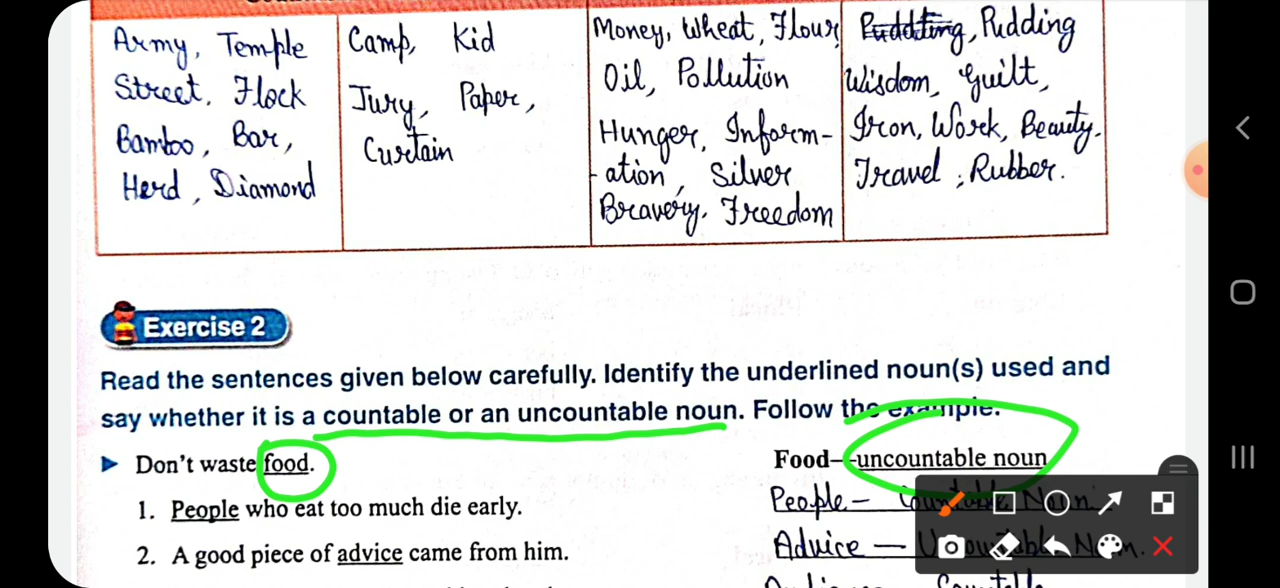 Army, Temple
Street, Flock
Bamboo, Bar,
Herd, Diamond
Camp, Kid
Jury, Paper,
Curtain
Money, Wheat, Flour,
Oil, Pollution
Hunger, Inform-
-ation, Silver
Bravery, Freedom
Pudding
Wisdom, Guilt,
Iron, Work, Beauty.
Travel, Rubber.
Exercise 2
Read the sentences given below carefully. Identify the underlined noun(s) used and
say whether it is a countable or an uncountable noun. Follow the example.
Don't waste food. Food—uncountable noun
1. People who eat too much die early. People —
2. A good piece of advice came from him. Advice —